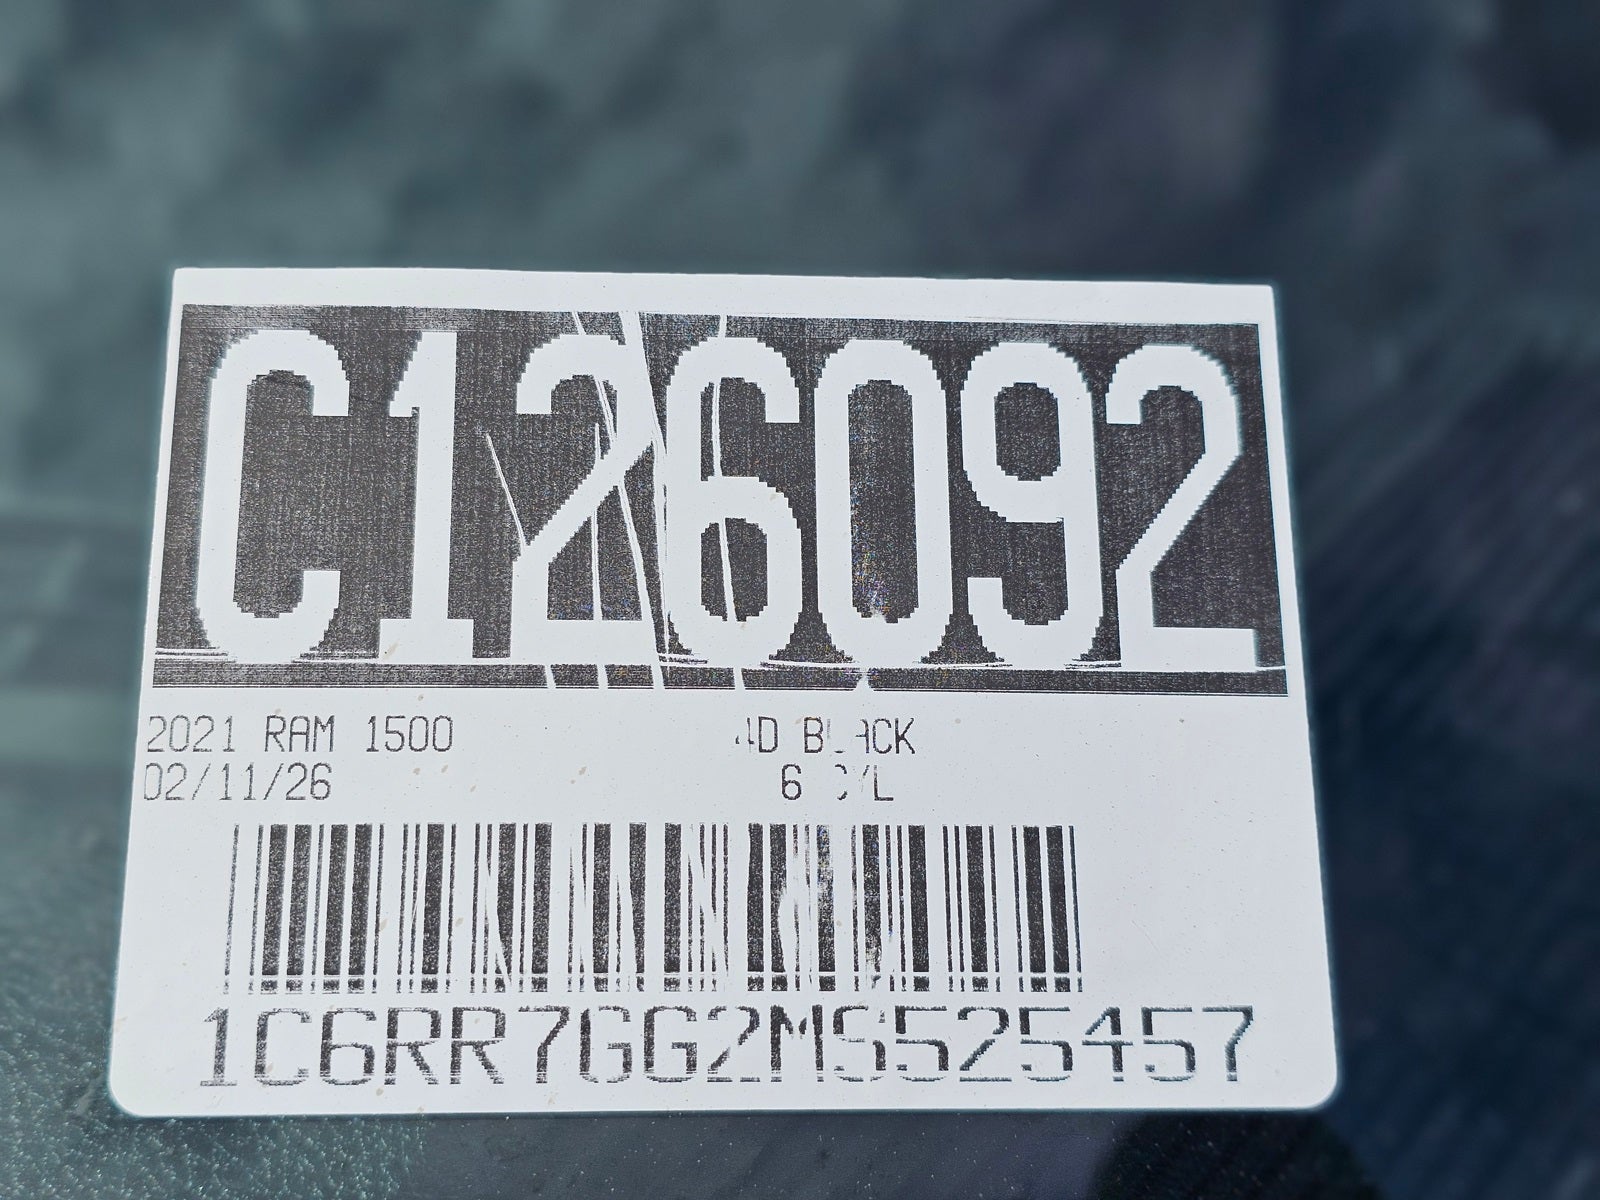 C126092
2021 RAM 1500 4D BLACK
02/11/26 6 CYL
1C6RR7GG2MS525457